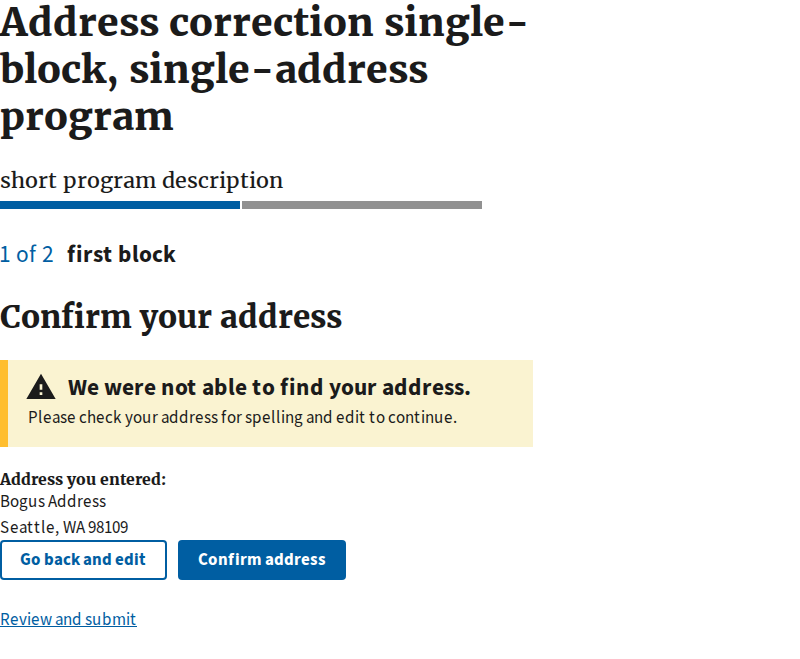 Address correction single-
block, single-address
program
short program description
1 of 2 first block
Confirm your address
We were not able to find your address.
Please check your address for spelling and edit to continue.
Address you entered:
Bogus Address
Seattle, WA 98109
Go back and edit Confirm address
Review and submit